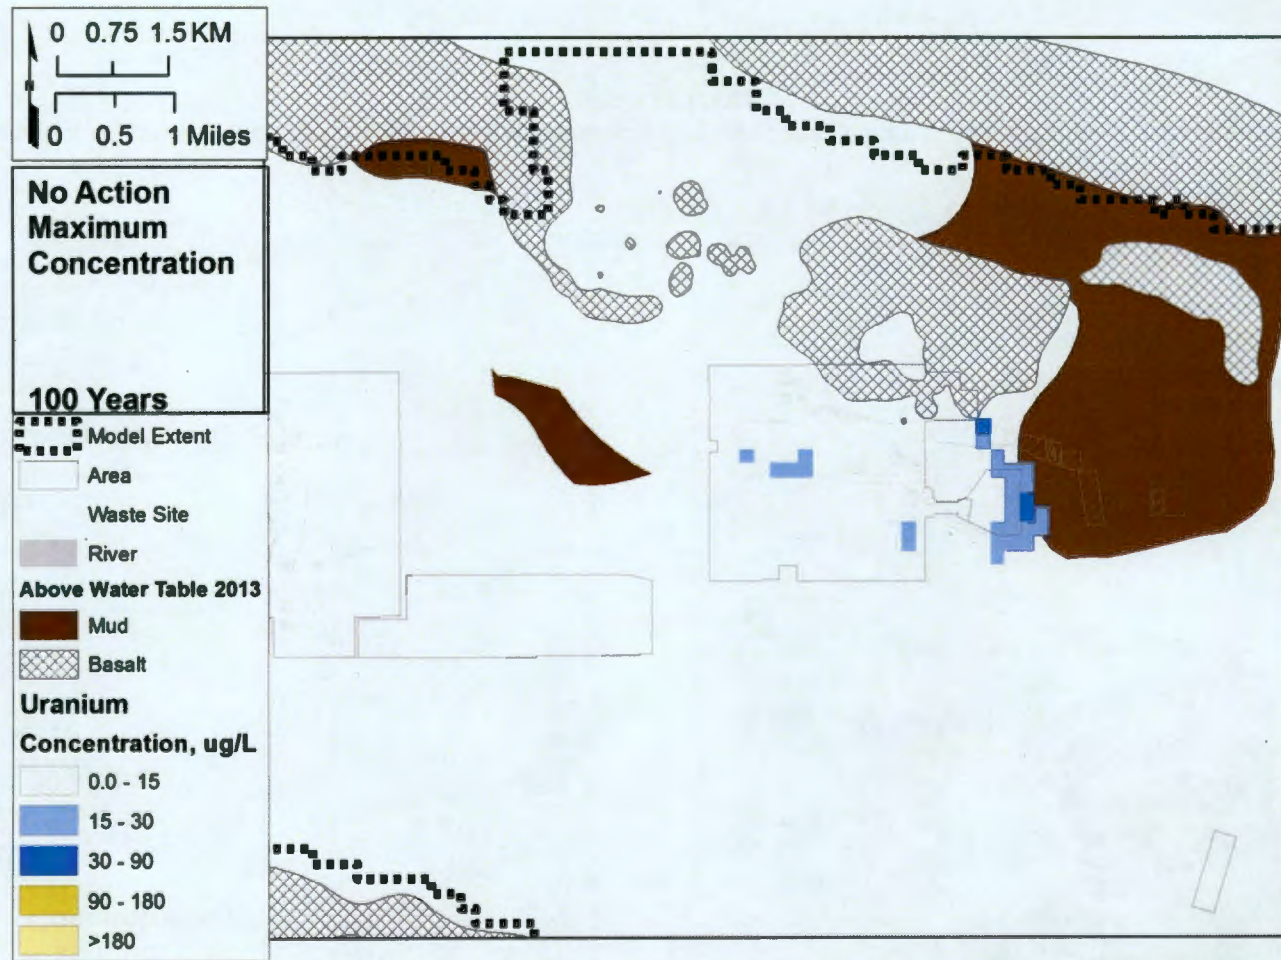 0 0.75 1.5 KM
0 0.5 1 Miles
No Action
Maximum
Concentration
100 Years
Model Extent
Area
Waste Site
River
Above Water Table 2013
Mud
Basalt
Uranium
Concentration, ug/L
0.0 - 15
15 - 30
30 - 90
90 - 180
>180